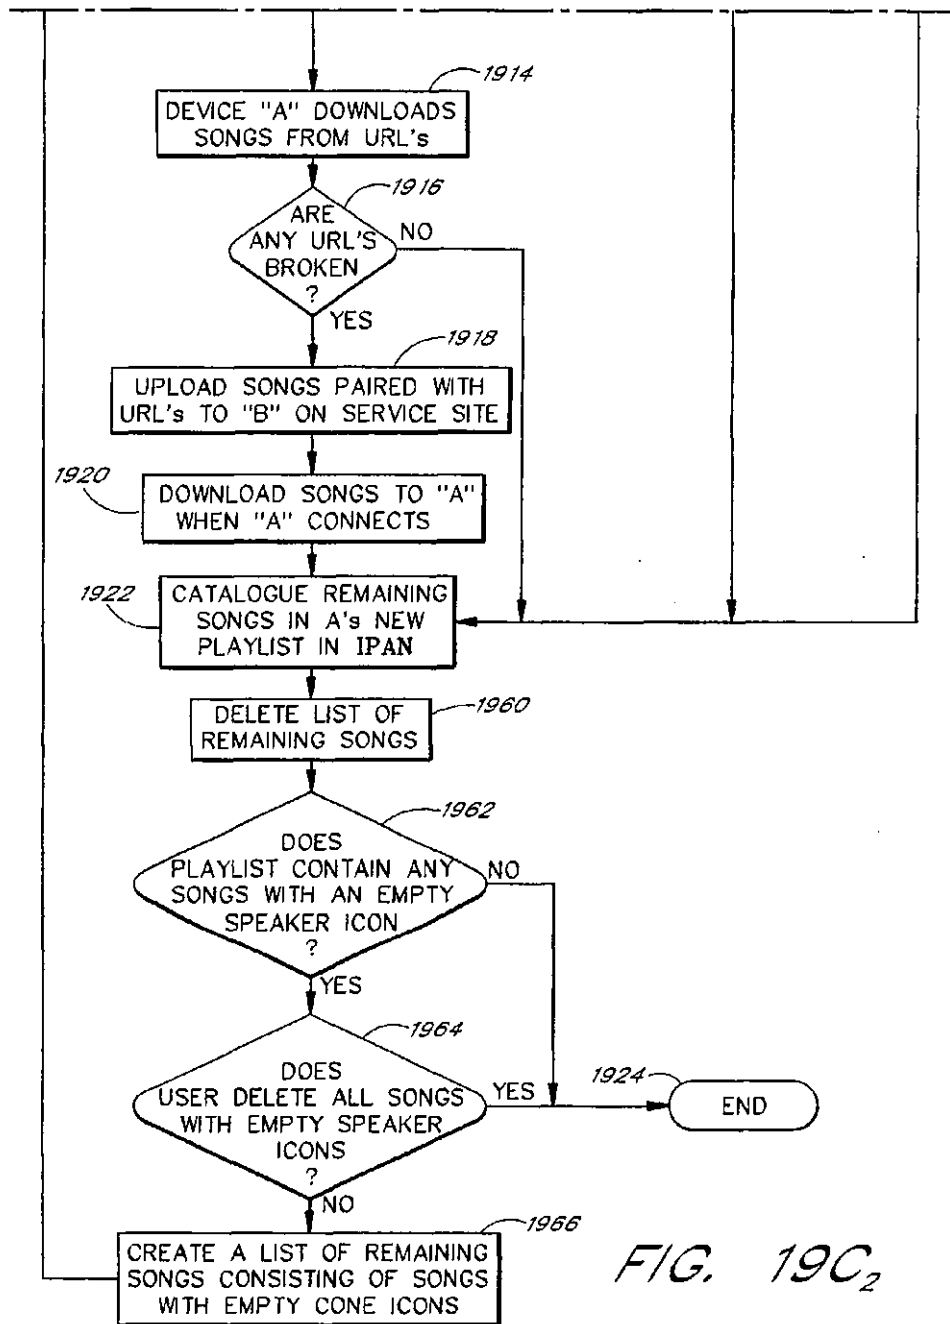 1914
DEVICE "A" DOWNLOADS
SONGS FROM URL's
1916
ARE
ANY URL'S
BROKEN
?
NO
YES
1918
UPLOAD SONGS PAIRED WITH
URL's TO "B" ON SERVICE SITE
1920
DOWNLOAD SONGS TO "A"
WHEN "A" CONNECTS
1922
CATALOGUE REMAINING
SONGS IN A's NEW
PLAYLIST IN IPAN
1960
DELETE LIST OF
REMAINING SONGS
1962
DOES
PLAYLIST CONTAIN ANY
SONGS WITH AN EMPTY
SPEAKER ICON
?
NO
YES
1964
DOES
USER DELETE ALL SONGS
WITH EMPTY SPEAKER
ICONS
?
YES
1924
END
NO
1966
CREATE A LIST OF REMAINING
SONGS CONSISTING OF SONGS
WITH EMPTY CONE ICONS
FIG. 19C2